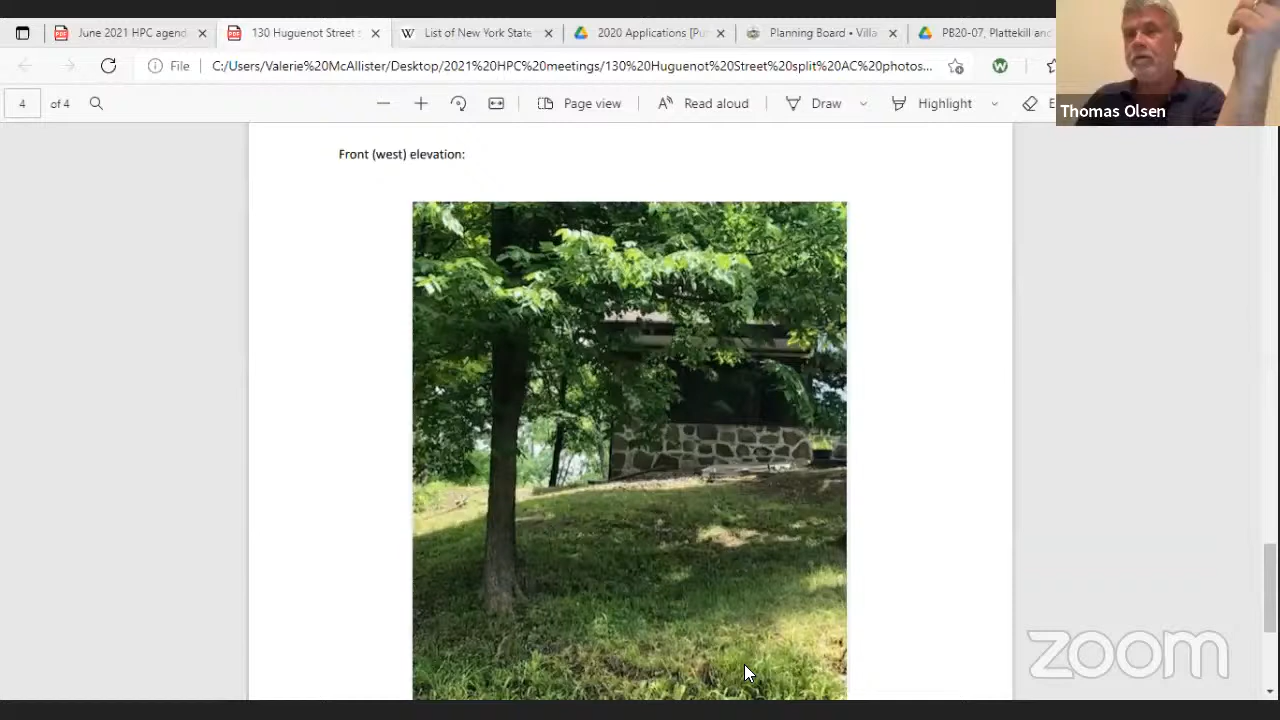 June 2021 HPC agend
130 Huguenot Street s
List of New York State
2020 Applications [Pu
Planning Board • Villa
PB20-07, Plattekill and
File
C:/Users/Valerie%20McAllister/Desktop/2021%20HPC%20meetings/130%20Huguenot%20Street%20split%20AC%20photos...
4 of 4
Page view
Read aloud
Draw
Highlight
E
Thomas Olsen
Front (west) elevation:
zoom